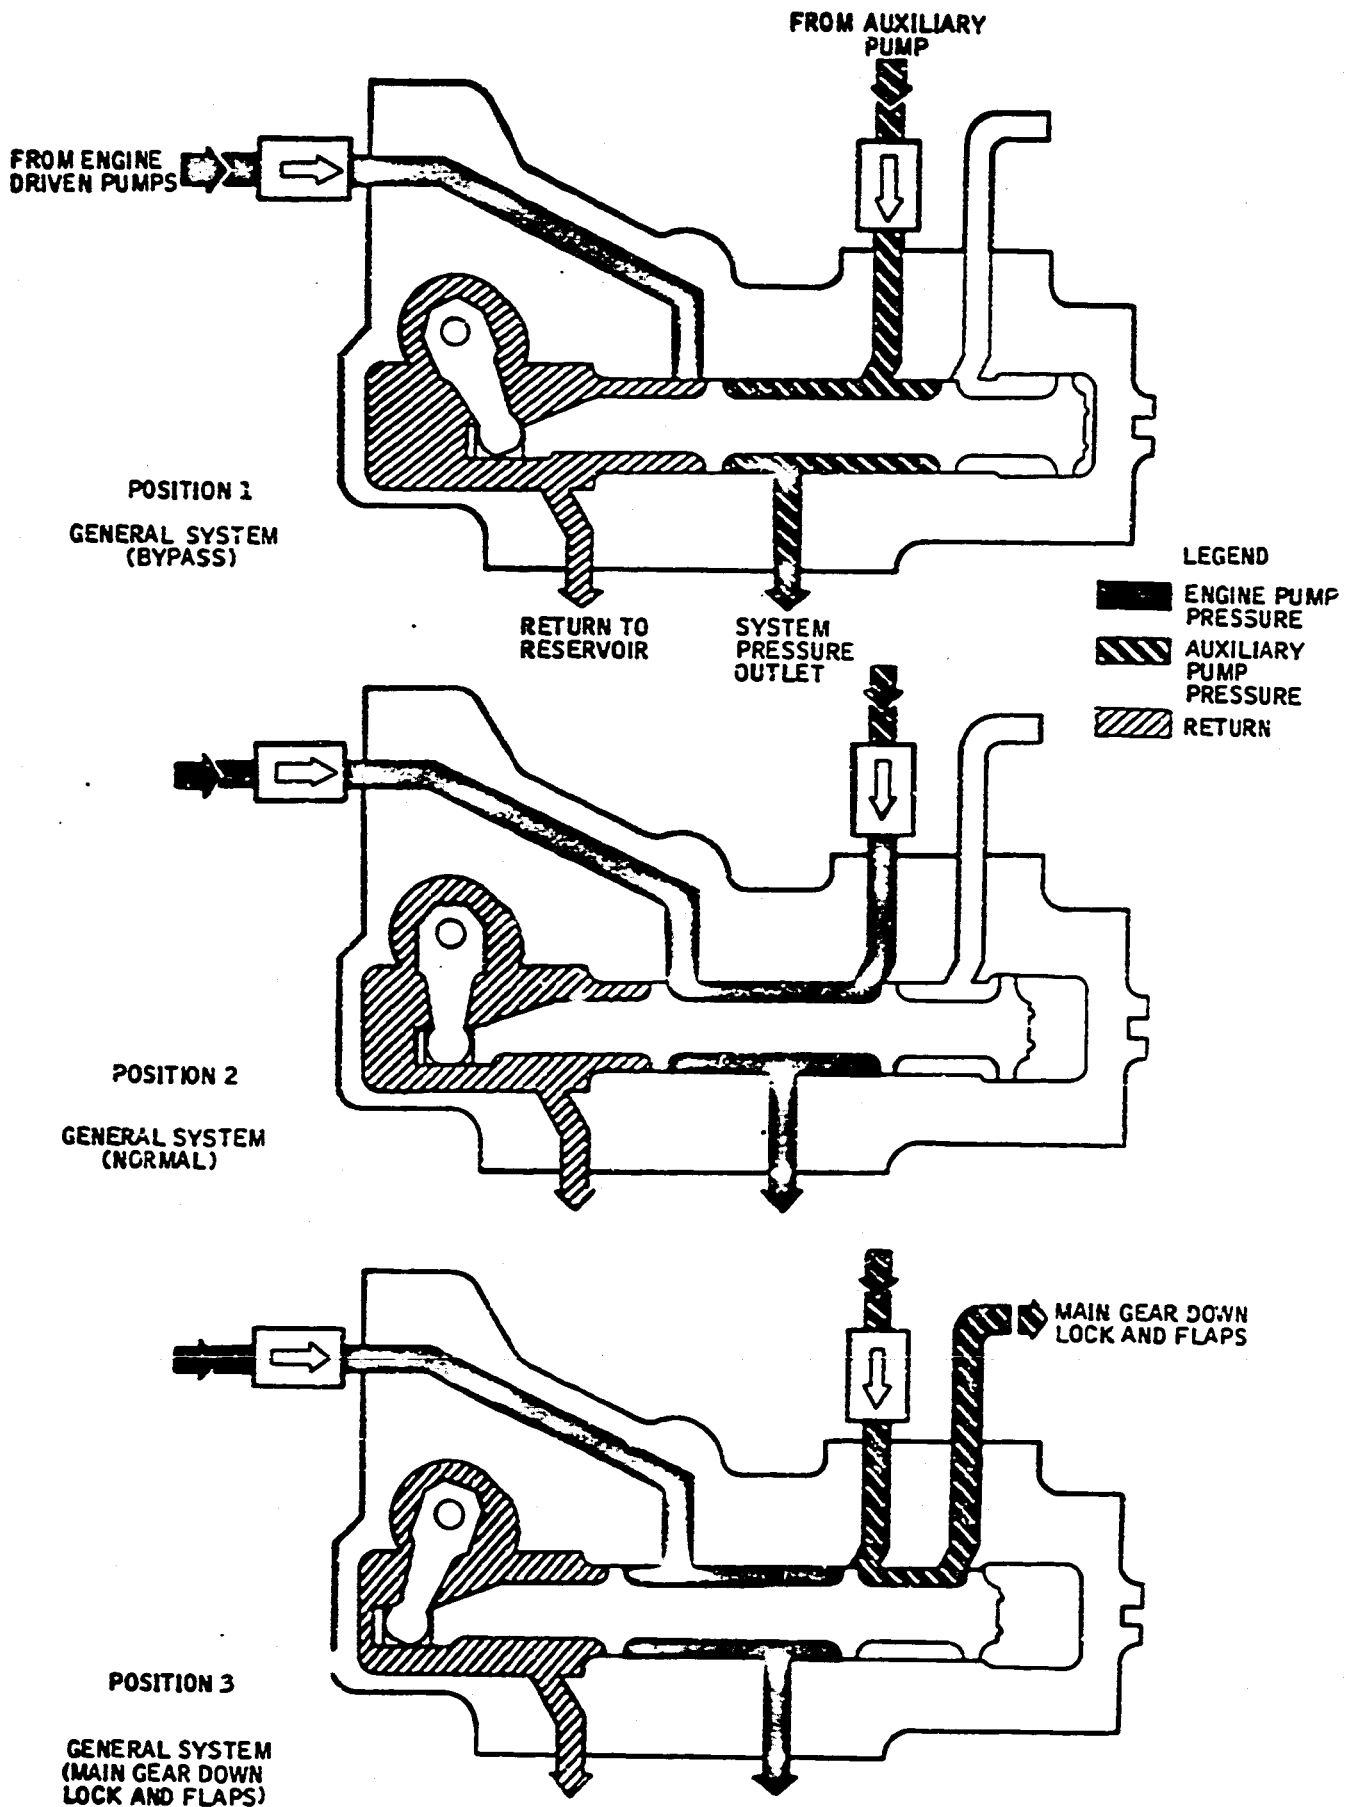 FROM AUXILIARY
PUMP
FROM ENGINE
DRIVEN PUMPS
POSITION 1
GENERAL SYSTEM
(BYPASS)
RETURN TO
RESERVOIR
SYSTEM
PRESSURE
OUTLET
LEGEND
ENGINE PUMP
PRESSURE
AUXILIARY
PUMP
PRESSURE
RETURN
POSITION 2
GENERAL SYSTEM
(NORMAL)
MAIN GEAR DOWN
LOCK AND FLAPS
POSITION 3
GENERAL SYSTEM
(MAIN GEAR DOWN
LOCK AND FLAPS)